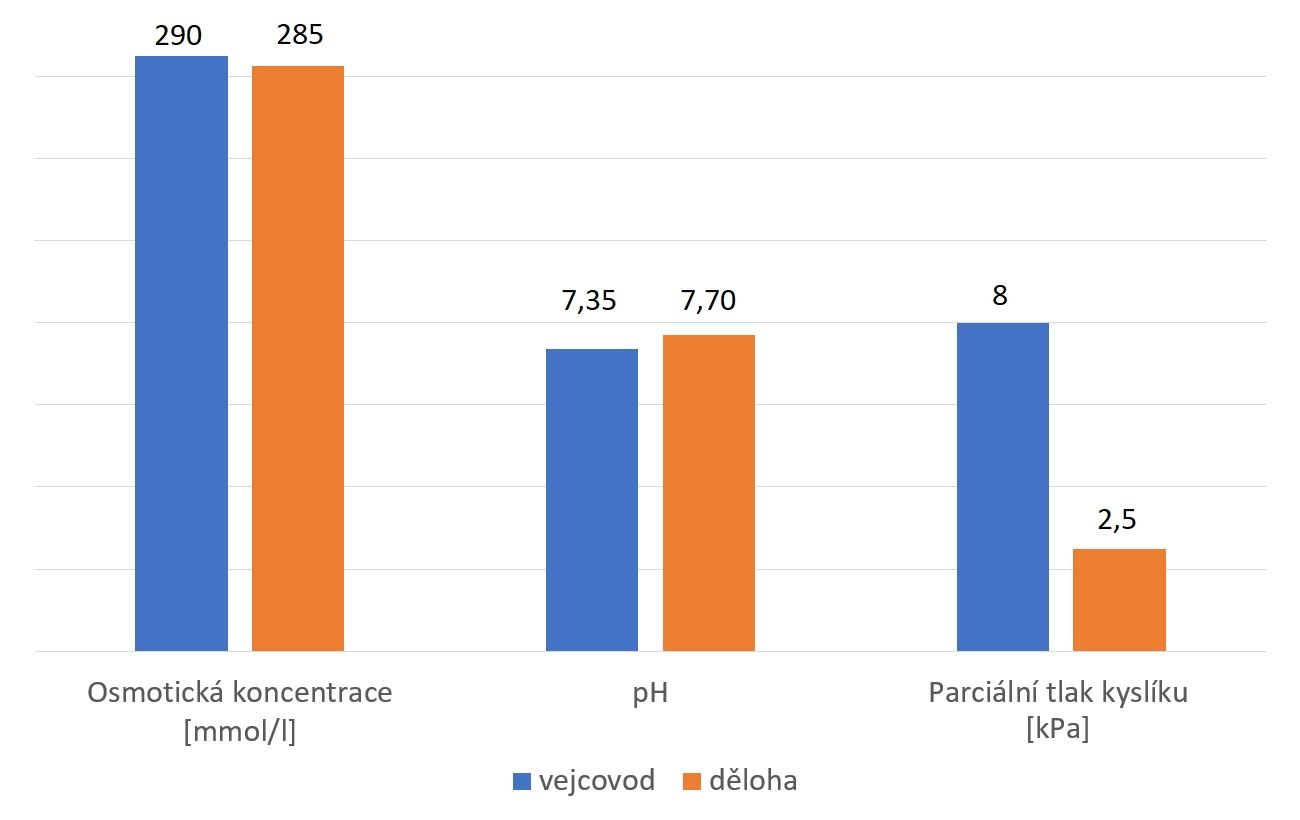 290
285
7,35
7,70
8
2,5
Osmotická koncentrace
[mmol/l]
pH
Parciální tlak kyslíku
[kPa]
vejcovod
děloha